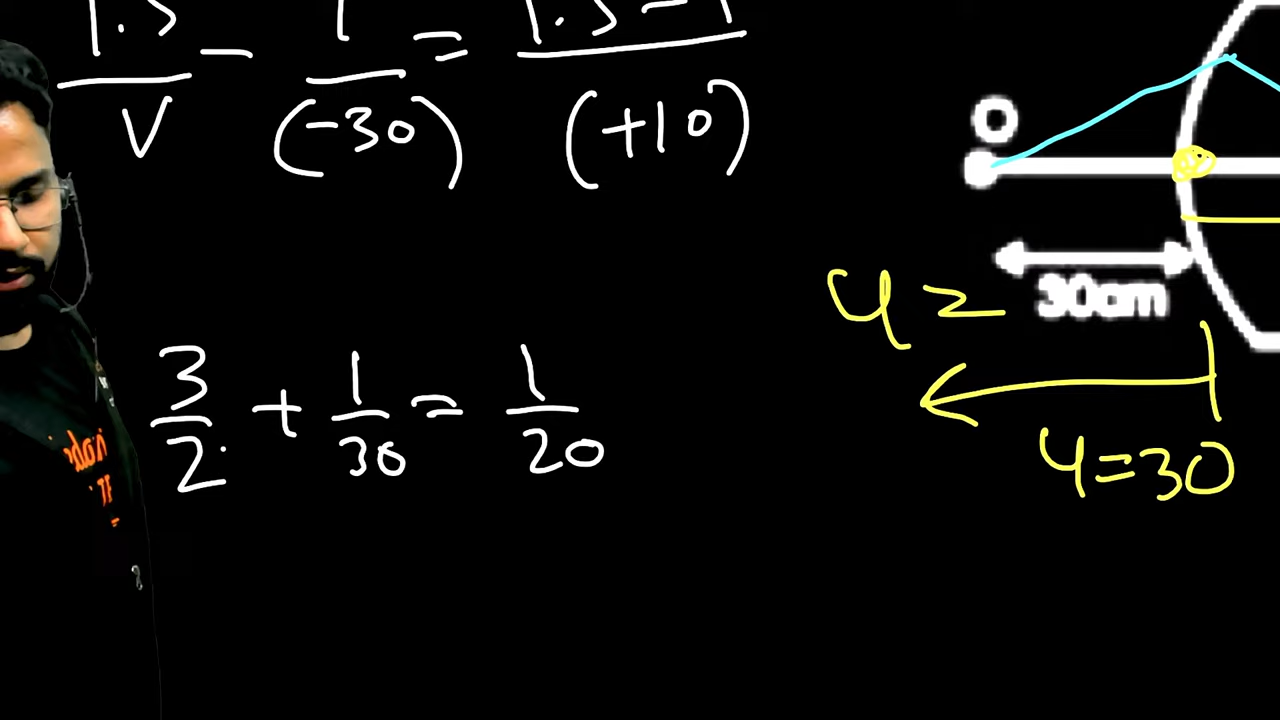 1.5/V - 1/(-30) = 1.5-1/(+10)
O
30cm
u =
3/2 + 1/30 = 1/20
u=30